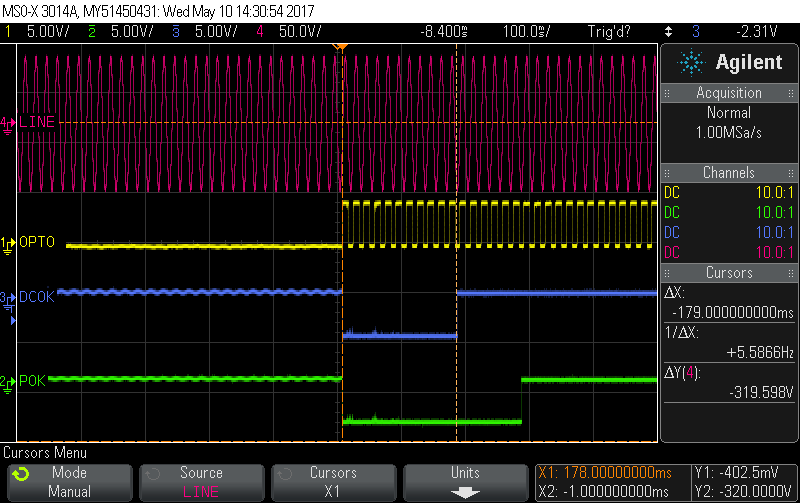 MSO-X 3014A, MY51450431: Wed May 10 14:30:54 2017
1 5.00V/ 2 5.00V/ 3 5.00V/ 4 50.0V/ -8.400ms 100.0ms/ Trig'd? 3 -2.31V
Agilent
Acquisition
Normal
1.00MSa/s
Channels
DC 10.0:1
DC 10.0:1
DC 10.0:1
DC 10.0:1
Cursors
ΔX:
-179.000000000ms
1/ΔX:
+5.5866Hz
ΔY(4):
-319.598V
4 LINE
1 OPTO
3 DCOK
2 POK
Cursors Menu
Mode
Manual
Source
LINE
Cursors
X1
Units
X1: 178.00000000ms
X2: -1.000000000ms
Y1: -402.5mV
Y2: -320.0000V